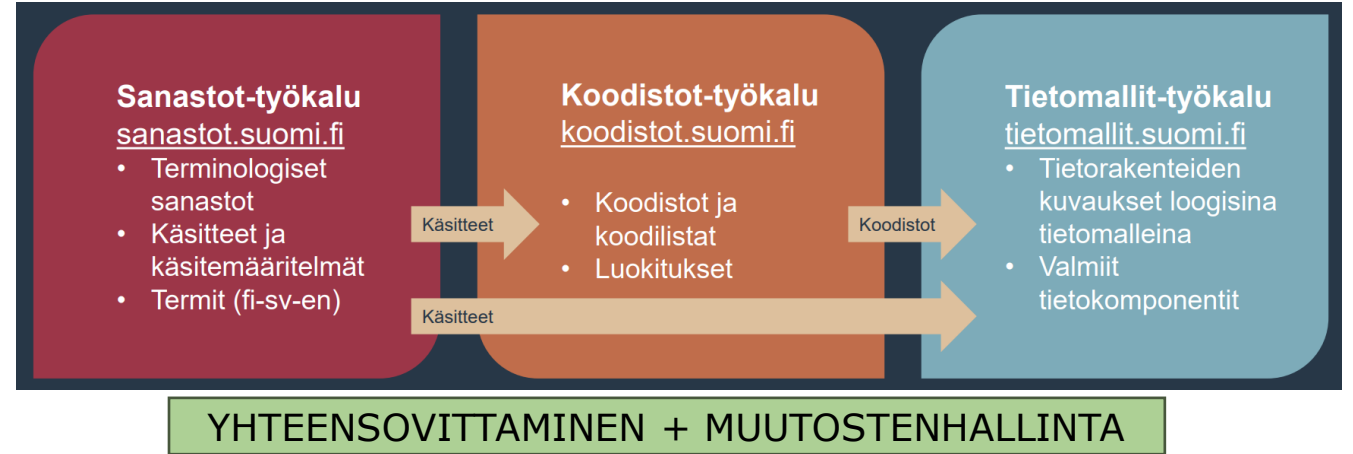 Sanastot-työkalu
sanastot.suomi.fi
• Terminologiset
sanastot
• Käsitteet ja
käsitemääritelmät
• Termit (fi-sv-en)
Käsitteet
Käsitteet
Koodistot-työkalu
koodistot.suomi.fi
• Koodistot ja
koodilistat
• Luokitukset
Koodistot
Tietomallit-työkalu
tietomallit.suomi.fi
• Tietorakenteiden
kuvaukset loogisina
tietomalleina
• Valmiit
tietokomponentit
YHTEENSOVITTAMINEN + MUUTOSTENHALLINTA